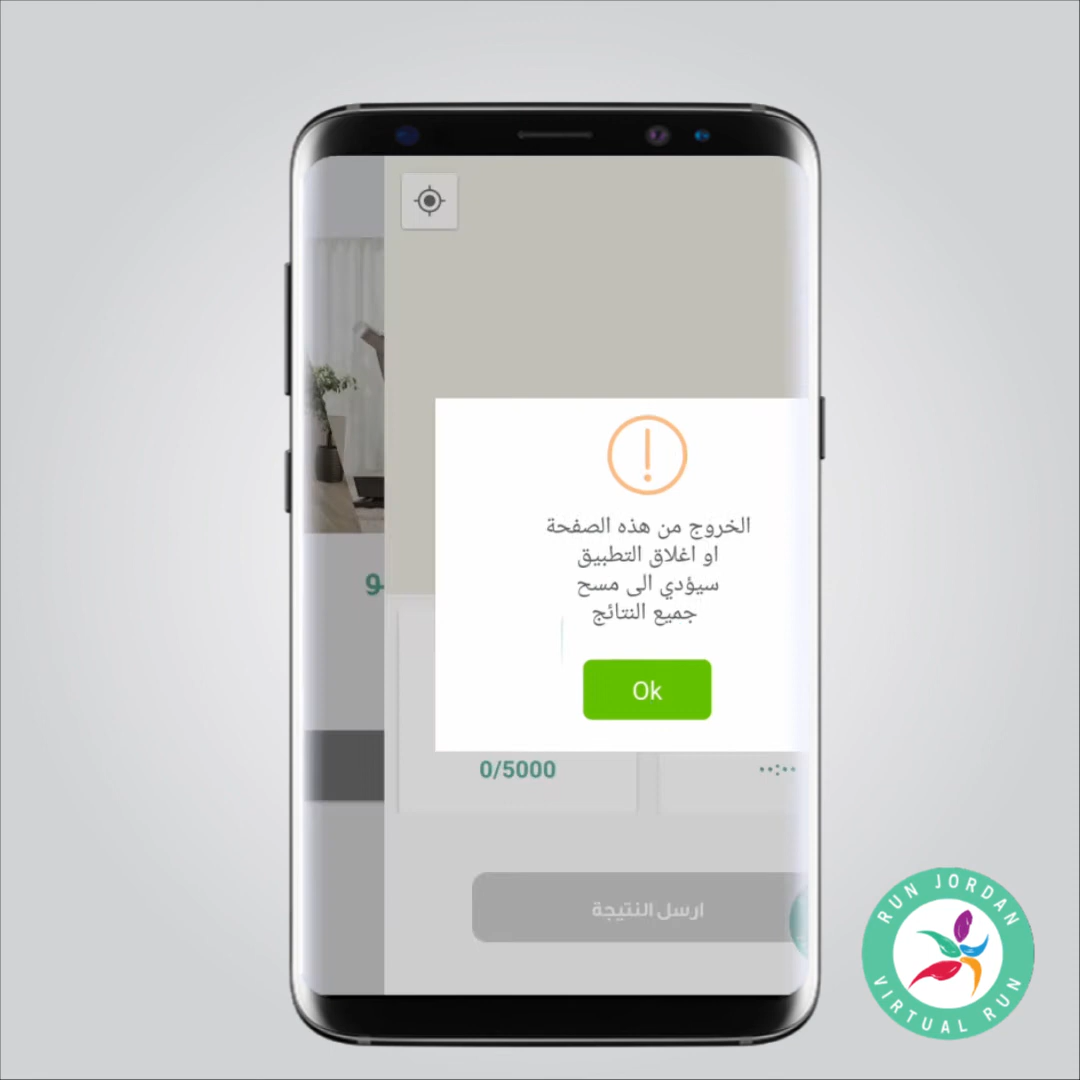 الخروج من هذه الصفحة
او اغلاق التطبيق
سيؤدي الى مسح
جميع النتائج
Ok
0/5000
--:--
ارسل النتيجة
RUN JORDAN
VIRTUAL RUN